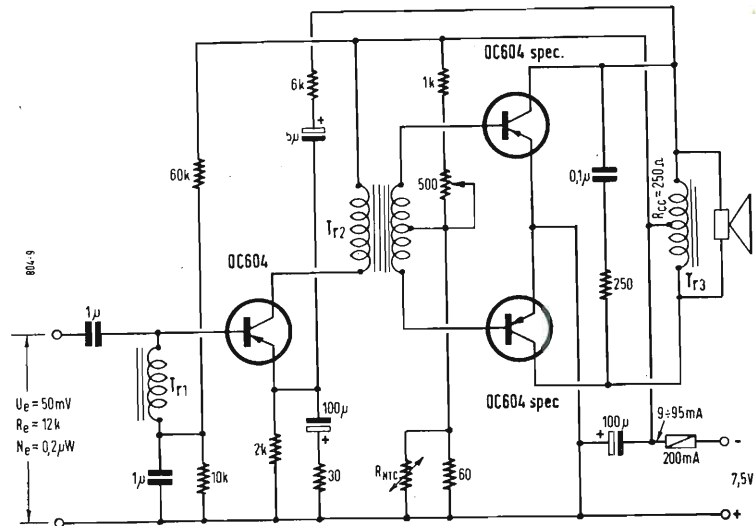 OC604 spec.
6k
1k
+
5µ
60k
500
0,1µ
Rcc = 250Ω
Tr2
804-9
OC604
250
Tr3
1µ
Tr1
OC604 spec
Ue = 50mV
Re = 12k
Ne = 0,2µW
100µ
+
100µ
+
9÷95mA
-
200mA
2k
RNTC
1µ
10k
30
60
7,5V
+